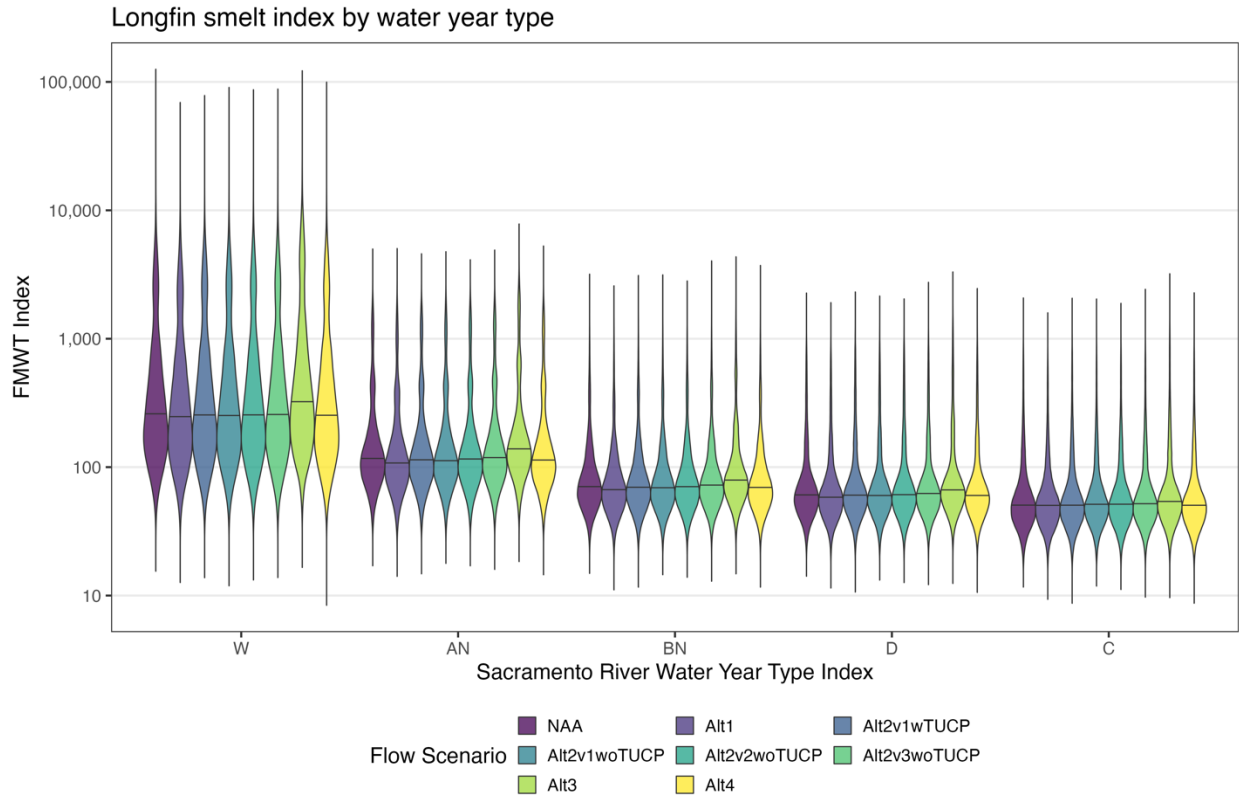 Longfin smelt index by water year type
100,000
10,000
1,000
100
10
FMWT Index
W AN BN D C
Sacramento River Water Year Type Index
Flow Scenario
NAA Alt1 Alt2v1wTUCP
Alt2v1woTUCP Alt2v2woTUCP Alt2v3woTUCP
Alt3 Alt4